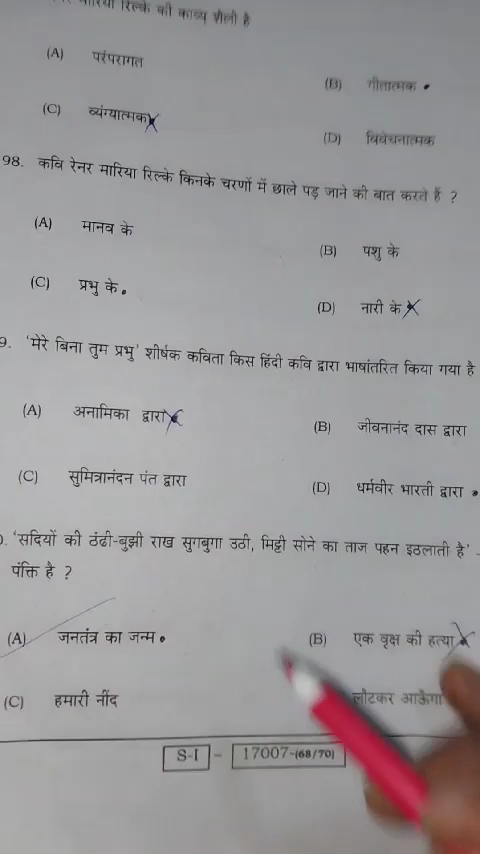 मारिया रिल्के की काव्य शैली है
(A) परंपरागत
(B) गीतात्मक
(C) व्यंग्यात्मक
(D) विवेचनात्मक
98. कवि रेनर मारिया रिल्के किनके चरणों में छाले पड़ जाने की बात करते हैं ?
(A) मानव के
(B) पशु के
(C) प्रभु के
(D) नारी के
9. 'मेरे बिना तुम प्रभु' शीर्षक कविता किस हिंदी कवि द्वारा भाषांतरित किया गया है
(A) अनामिका द्वारा
(B) जीवनानंद दास द्वारा
(C) सुमित्रानंदन पंत द्वारा
(D) धर्मवीर भारती द्वारा
). 'सदियों की ठंढी-बुझी राख सुगबुगा उठी, मिट्टी सोने का ताज पहन इठलाती है' -
पंक्ति है ?
(A) जनतंत्र का जन्म
(B) एक वृक्ष की हत्या
(C) हमारी नींद
लौटकर आऊँगा
S-I - 17007-(68/70)